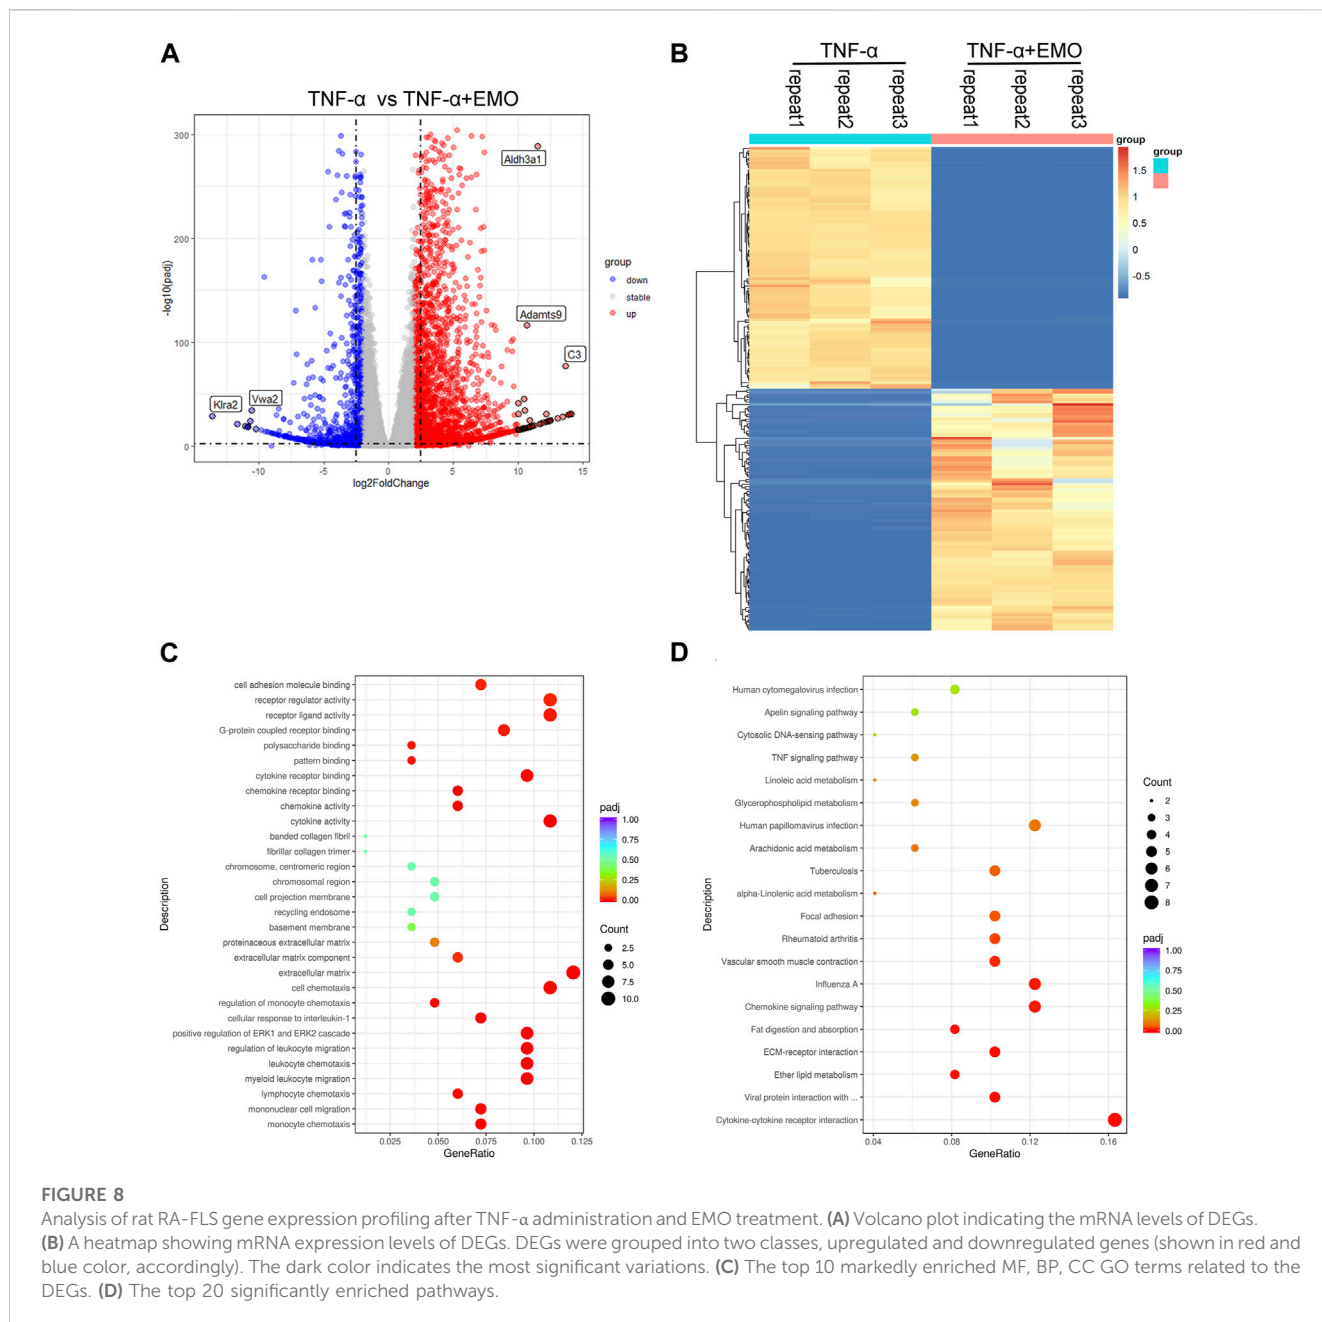 A
TNF-α vs TNF-α+EMO
300
200
100
0
-log10(padj)
-10
-5
0
5
10
15
log2FoldChange
Aldh3a1
Adamts9
C3
Klra2
Vwa2
group
down
stable
up
B
TNF-α
TNF-α+EMO
repeat1
repeat2
repeat3
repeat1
repeat2
repeat3
group
1.5
1
0.5
0
-0.5
group
C
cell adhesion molecule binding
receptor regulator activity
receptor ligand activity
G-protein coupled receptor binding
polysaccharide binding
pattern binding
cytokine receptor binding
chemokine receptor binding
chemokine activity
cytokine activity
banded collagen fibril
fibrillar collagen trimer
chromosome, centromeric region
chromosomal region
cell projection membrane
recycling endosome
basement membrane
proteinaceous extracellular matrix
extracellular matrix component
extracellular matrix
cell chemotaxis
regulation of monocyte chemotaxis
cellular response to interleukin-1
positive regulation of ERK1 and ERK2 cascade
regulation of leukocyte migration
leukocyte chemotaxis
myeloid leukocyte migration
lymphocyte chemotaxis
mononuclear cell migration
monocyte chemotaxis
Description
0.025
0.050
0.075
0.100
0.125
GeneRatio
padj
1.00
0.75
0.50
0.25
0.00
Count
2.5
5.0
7.5
10.0
D
Human cytomegalovirus infection
Apelin signaling pathway
Cytosolic DNA-sensing pathway
TNF signaling pathway
Linoleic acid metabolism
Glycerophospholipid metabolism
Human papillomavirus infection
Arachidonic acid metabolism
Tuberculosis
alpha-Linolenic acid metabolism
Focal adhesion
Rheumatoid arthritis
Vascular smooth muscle contraction
Influenza A
Chemokine signaling pathway
Fat digestion and absorption
ECM-receptor interaction
Ether lipid metabolism
Viral protein interaction with ...
Cytokine-cytokine receptor interaction
Description
0.04
0.08
0.12
0.16
GeneRatio
Count
2
3
4
5
6
7
8
padj
1.00
0.75
0.50
0.25
0.00
FIGURE 8
Analysis of rat RA-FLS gene expression profiling after TNF-α administration and EMO treatment. (A) Volcano plot indicating the mRNA levels of DEGs.
(B) A heatmap showing mRNA expression levels of DEGs. DEGs were grouped into two classes, upregulated and downregulated genes (shown in red and
blue color, accordingly). The dark color indicates the most significant variations. (C) The top 10 markedly enriched MF, BP, CC GO terms related to the
DEGs. (D) The top 20 significantly enriched pathways.